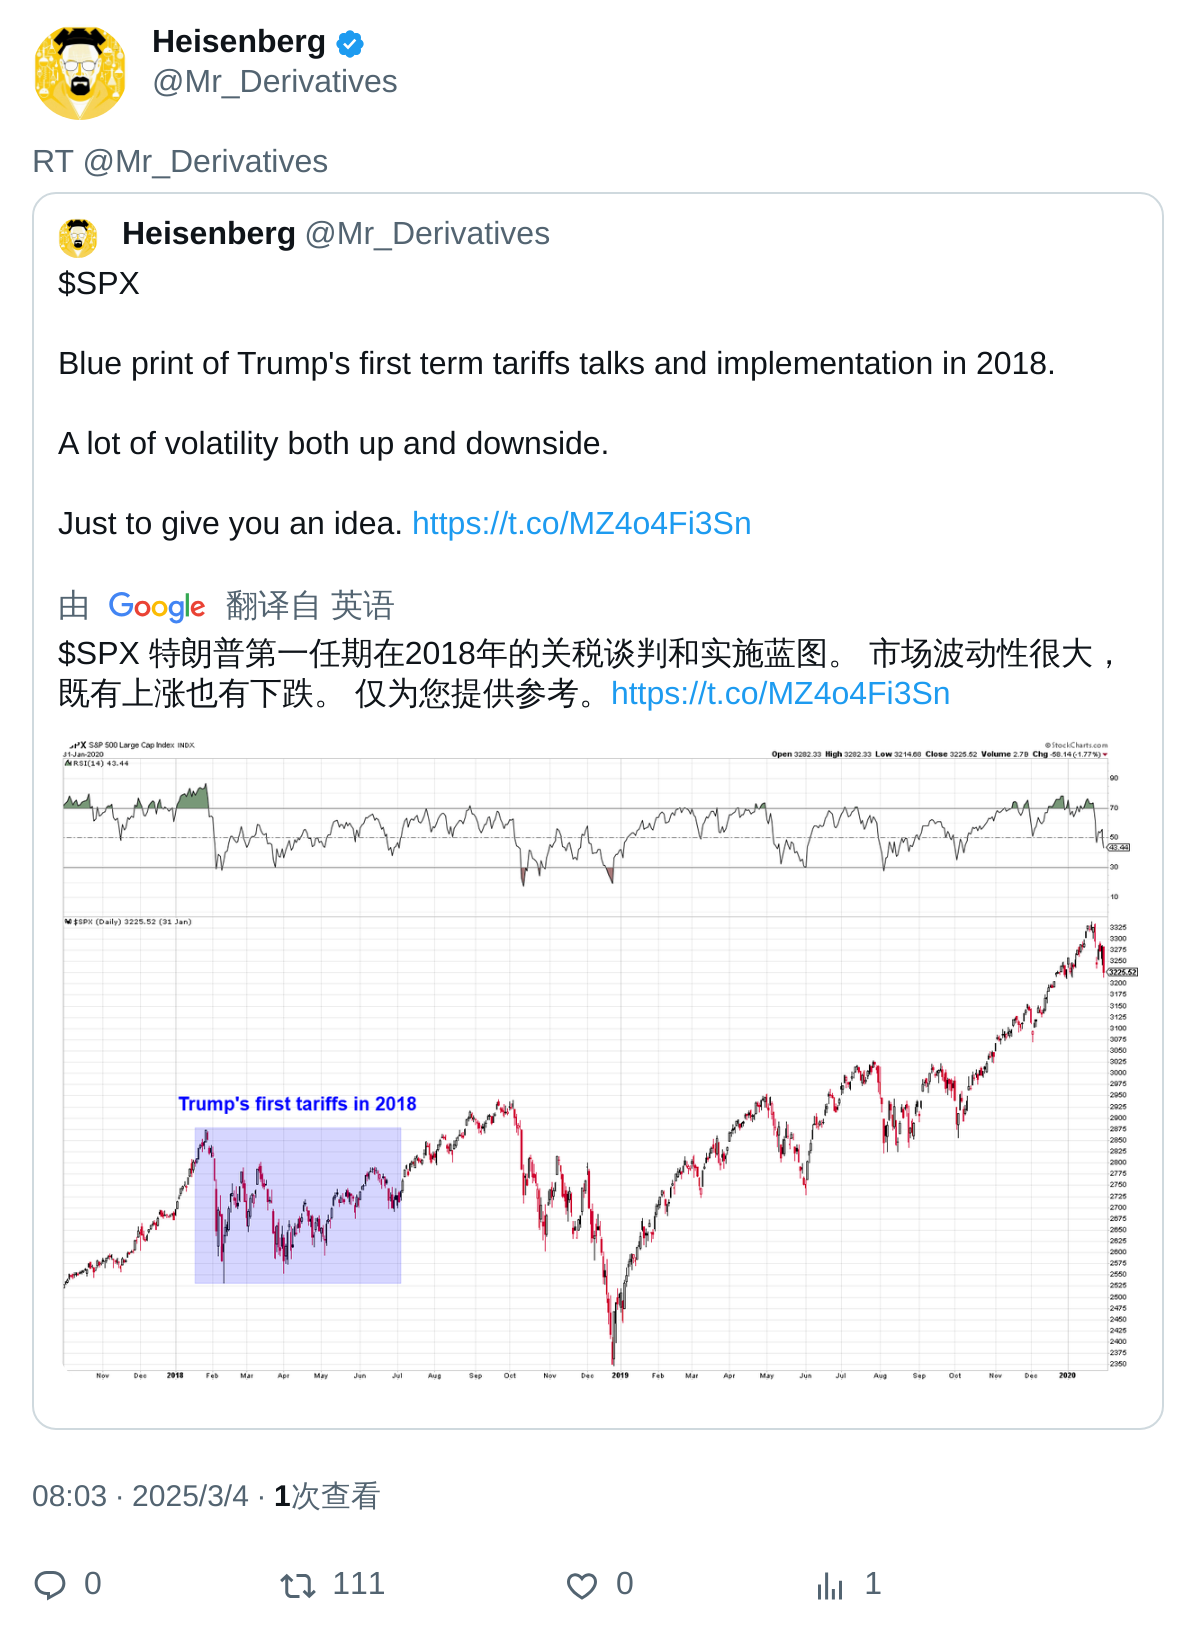 Heisenberg
@Mr_Derivatives
RT @Mr_Derivatives
Heisenberg @Mr_Derivatives
$SPX
Blue print of Trump's first term tariffs talks and implementation in 2018.
A lot of volatility both up and downside.
Just to give you an idea. https://t.co/MZ4o4Fi3Sn
由 Google 翻译自 英语
$SPX 特朗普第一任期在2018年的关税谈判和实施蓝图。 市场波动性很大，
既有上涨也有下跌。 仅为您提供参考。https://t.co/MZ4o4Fi3Sn
S&P 500 Large Cap Index INDX
© StockCharts.com
31-Jan-2020
Open 3282.33 High 3282.33 Low 3214.68 Close 3225.52 Volume 2.7B Chg -58.14 (-1.77%)
RSI(14) 43.44
90
70
50
43.44
30
10
$SPX (Daily) 3225.52 (31 Jan)
3325
3300
3275
3250
3225.52
3200
3175
3150
3125
3100
3075
3050
3025
3000
2975
2950
2925
2900
2875
2850
2825
2800
2775
2750
2725
2700
2675
2650
2625
2600
2575
2550
2525
2500
2475
2450
2425
2400
2375
2350
Trump's first tariffs in 2018
Nov Dec 2018 Feb Mar Apr May Jun Jul Aug Sep Oct Nov Dec 2019 Feb Mar Apr May Jun Jul Aug Sep Oct Nov Dec 2020
08:03 · 2025/3/4 · 1次查看
0 111 0 1